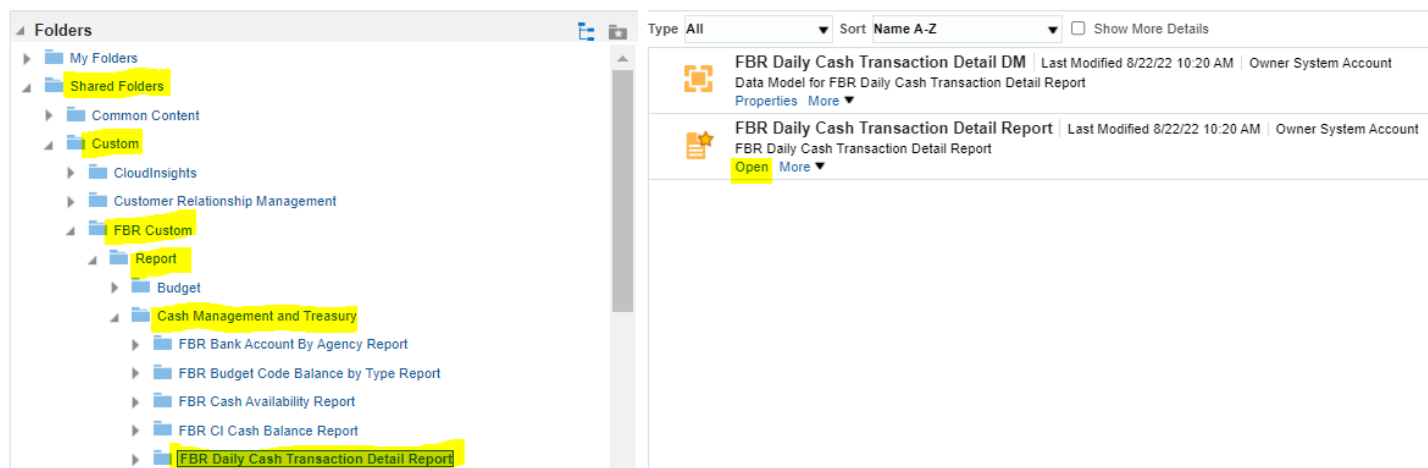 Folders
My Folders
Shared Folders
Common Content
Custom
CloudInsights
Customer Relationship Management
FBR Custom
Report
Budget
Cash Management and Treasury
FBR Bank Account By Agency Report
FBR Budget Code Balance by Type Report
FBR Cash Availability Report
FBR CI Cash Balance Report
FBR Daily Cash Transaction Detail Report
Type All Sort Name A-Z Show More Details
FBR Daily Cash Transaction Detail DM Last Modified 8/22/22 10:20 AM Owner System Account
Data Model for FBR Daily Cash Transaction Detail Report
Properties More
FBR Daily Cash Transaction Detail Report Last Modified 8/22/22 10:20 AM Owner System Account
FBR Daily Cash Transaction Detail Report
Open More